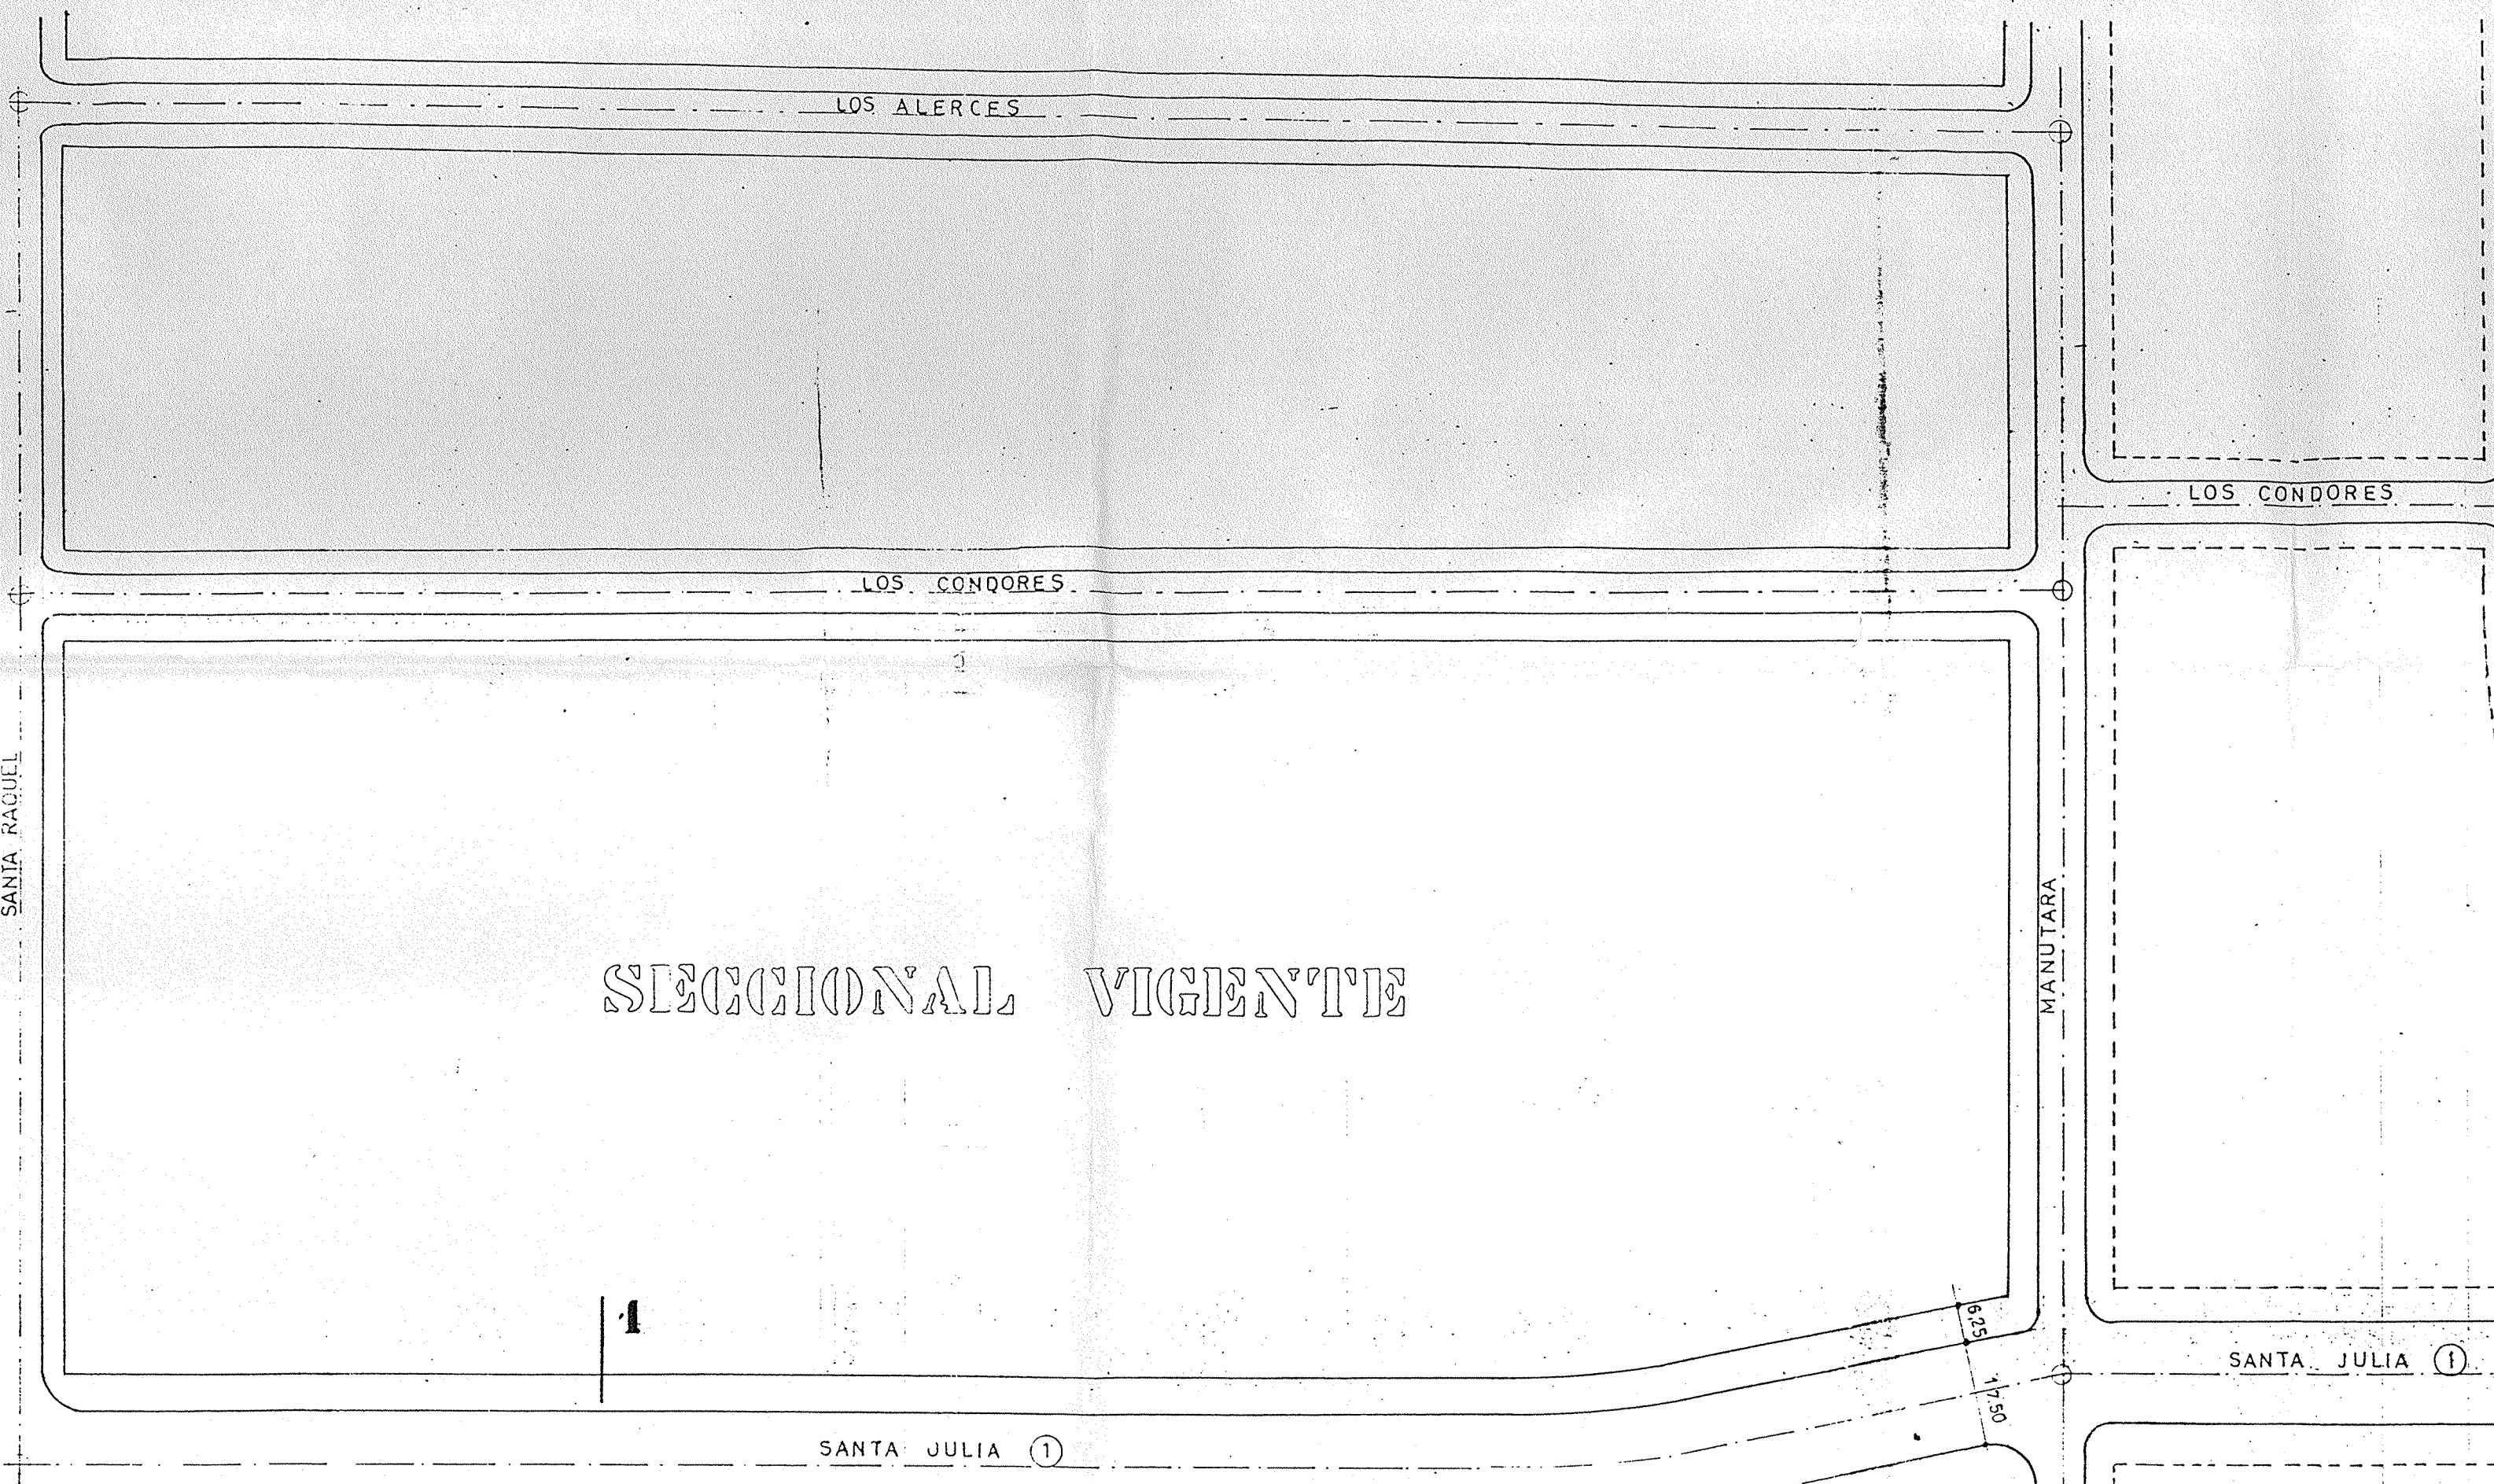 LOS ALERCES
LOS CONDORES
LOS CONDORES
SANTA RAQUEL
MANUTARA
SECCIONAL VIGENTE
1
6,25
17.50
SANTA JULIA 1
SANTA JULIA 1